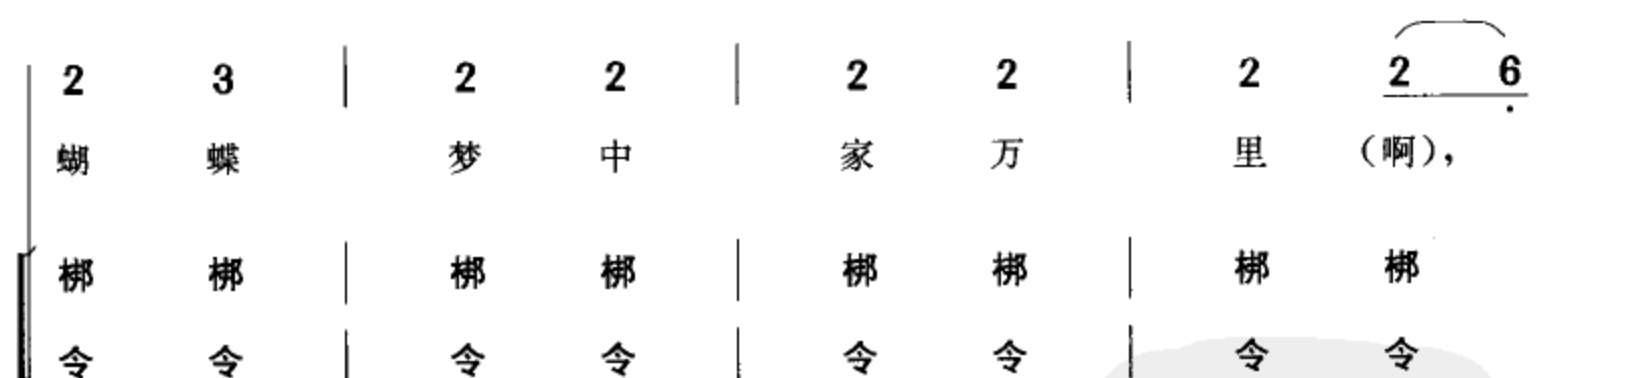 2 3 | 2 2 | 2 2 | 2 2 6
蝴 蝶 梦 中 家 万 里 （啊），
梆 梆 | 梆 梆 | 梆 梆 | 梆 梆
令 令 | 令 令 | 令 令 | 令 令